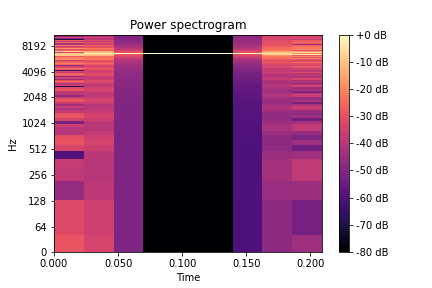 Power spectrogram
8192
4096
2048
1024
512
256
128
64
0
Hz
0.000 0.050 0.100 0.150 0.200
Time
+0 dB
-10 dB
-20 dB
-30 dB
-40 dB
-50 dB
-60 dB
-70 dB
-80 dB